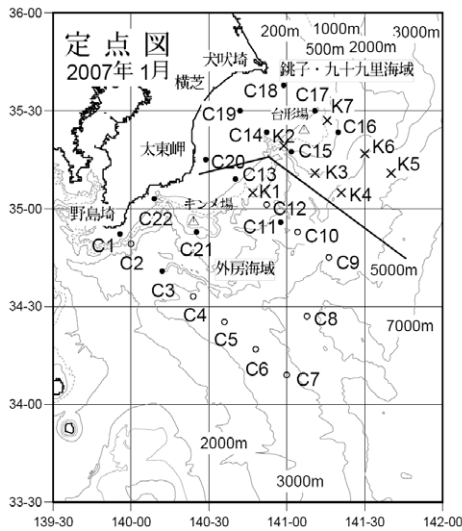 36-00
35-30
35-00
34-30
34-00
33-30
139-30
140-00
140-30
141-00
141-30
142-00
定点図
2007年 1月
犬吠埼
横芝
太東岬
野島埼
銚子・九十九里海域
台形場
キンメ場
外房海域
200m
500m
1000m
2000m
3000m
5000m
7000m
2000m
3000m
C18
C17
K7
C19
C14
K2
C16
C20
C15
K6
C13
K3
K5
K1
K4
C22
C12
C1
C2
C21
C11
C10
C3
C9
C4
C5
C8
C6
C7